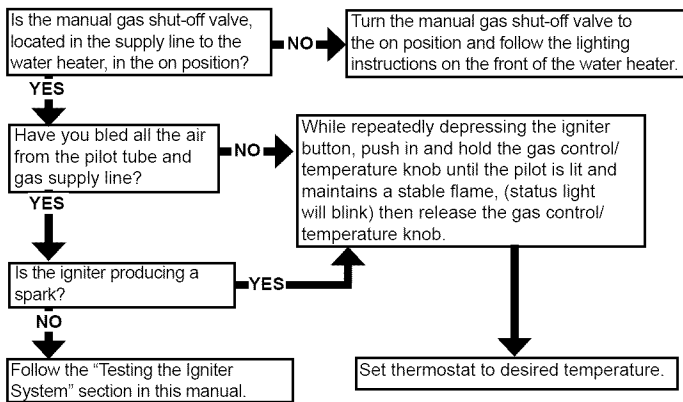 Is the manual gas shut-off valve,
located in the supply line to the
water heater, in the on position?
NO
Turn the manual gas shut-off valve to
the on position and follow the lighting
instructions on the front of the water heater.
YES
Have you bled all the air
from the pilot tube and
gas supply line?
NO
While repeatedly depressing the igniter
button, push in and hold the gas control/
temperature knob until the pilot is lit and
maintains a stable flame, (status light
will blink) then release the gas control/
temperature knob.
YES
Is the igniter producing a
spark?
YES
NO
Follow the “Testing the Igniter
System” section in this manual.
Set thermostat to desired temperature.